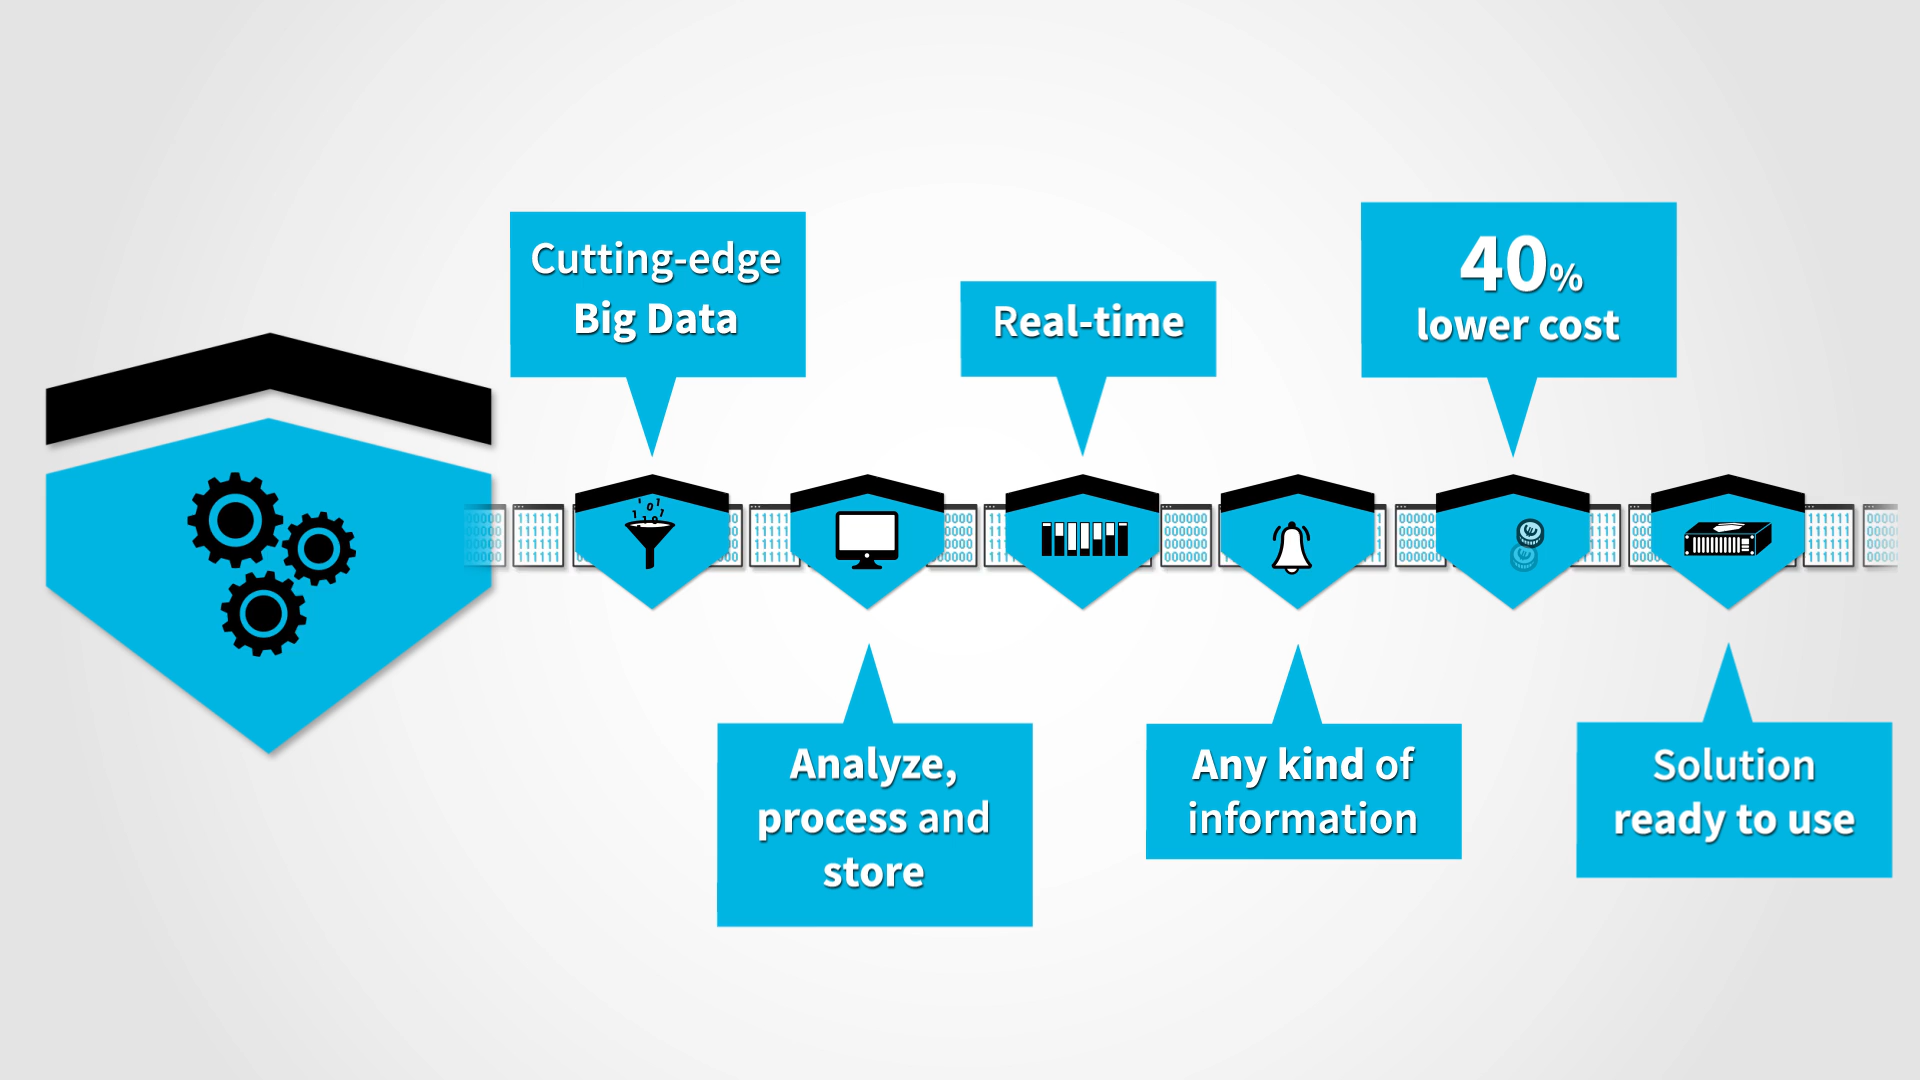 Cutting-edge
Big Data
Analyze,
process and
store
Real-time
Any kind of
information
40%
lower cost
Solution
ready to use